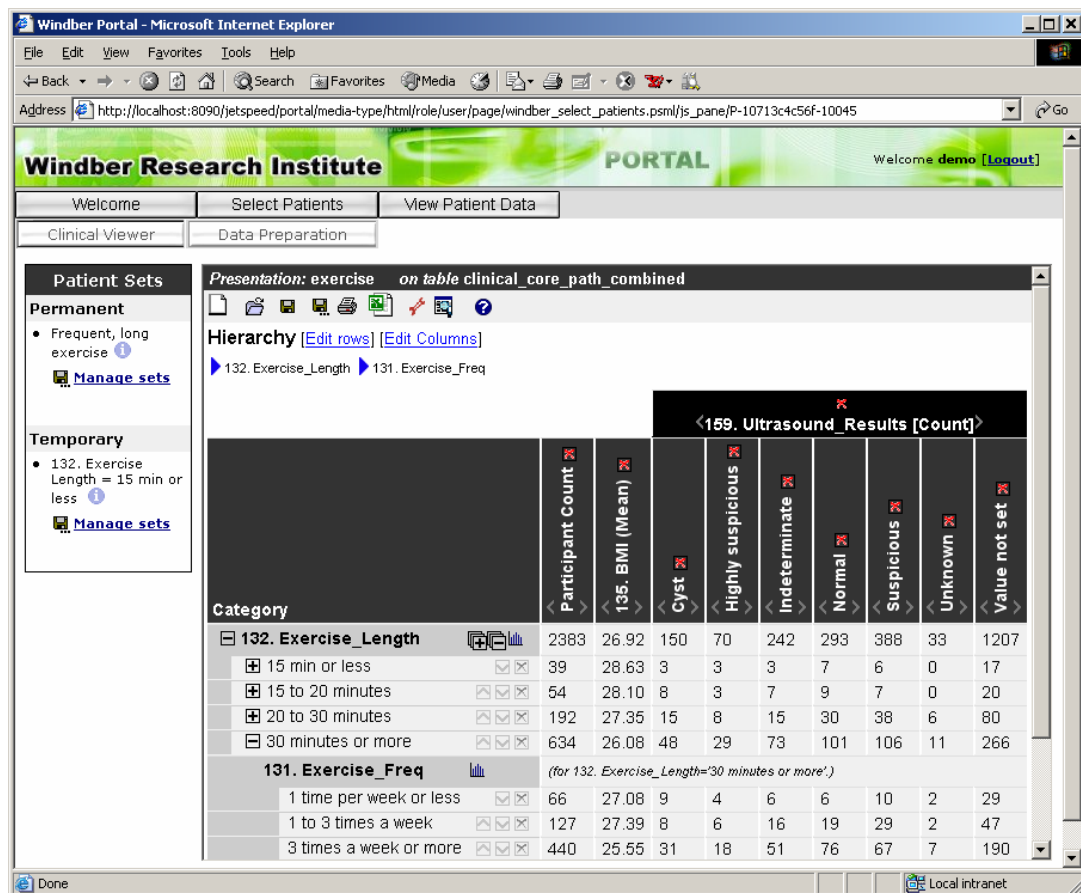 Windber Portal - Microsoft Internet Explorer
File Edit View Favorites Tools Help
Back Search Favorites Media
Address http://localhost:8090/jetspeed/portal/media-type/html/role/user/page/windber_select_patients.psml/js_pane/P-10713c4c56f-10045 Go
Windber Research Institute PORTAL Welcome demo [Logout]
Welcome Select Patients View Patient Data
Clinical Viewer Data Preparation
Patient Sets
Permanent
Frequent, long
exercise
Manage sets
Temporary
132. Exercise
Length = 15 min or
less
Manage sets
Presentation: exercise on table clinical_core_path_combined
Hierarchy [Edit rows] [Edit Columns]
132. Exercise_Length 131. Exercise_Freq
<159. Ultrasound_Results [Count]>
Category <Participant Count> <135. BMI (Mean)> <Cyst> <Highly suspicious> <Indeterminate> <Normal> <Suspicious> <Unknown> <Value not set>
132. Exercise_Length 2383 26.92 150 70 242 293 388 33 1207
15 min or less 39 28.63 3 3 3 7 6 0 17
15 to 20 minutes 54 28.10 8 3 7 9 7 0 20
20 to 30 minutes 192 27.35 15 8 15 30 38 6 80
30 minutes or more 634 26.08 48 29 73 101 106 11 266
131. Exercise_Freq (for 132. Exercise_Length='30 minutes or more'.)
1 time per week or less 66 27.08 9 4 6 6 10 2 29
1 to 3 times a week 127 27.39 8 6 16 19 29 2 47
3 times a week or more 440 25.55 31 18 51 76 67 7 190
Done Local intranet